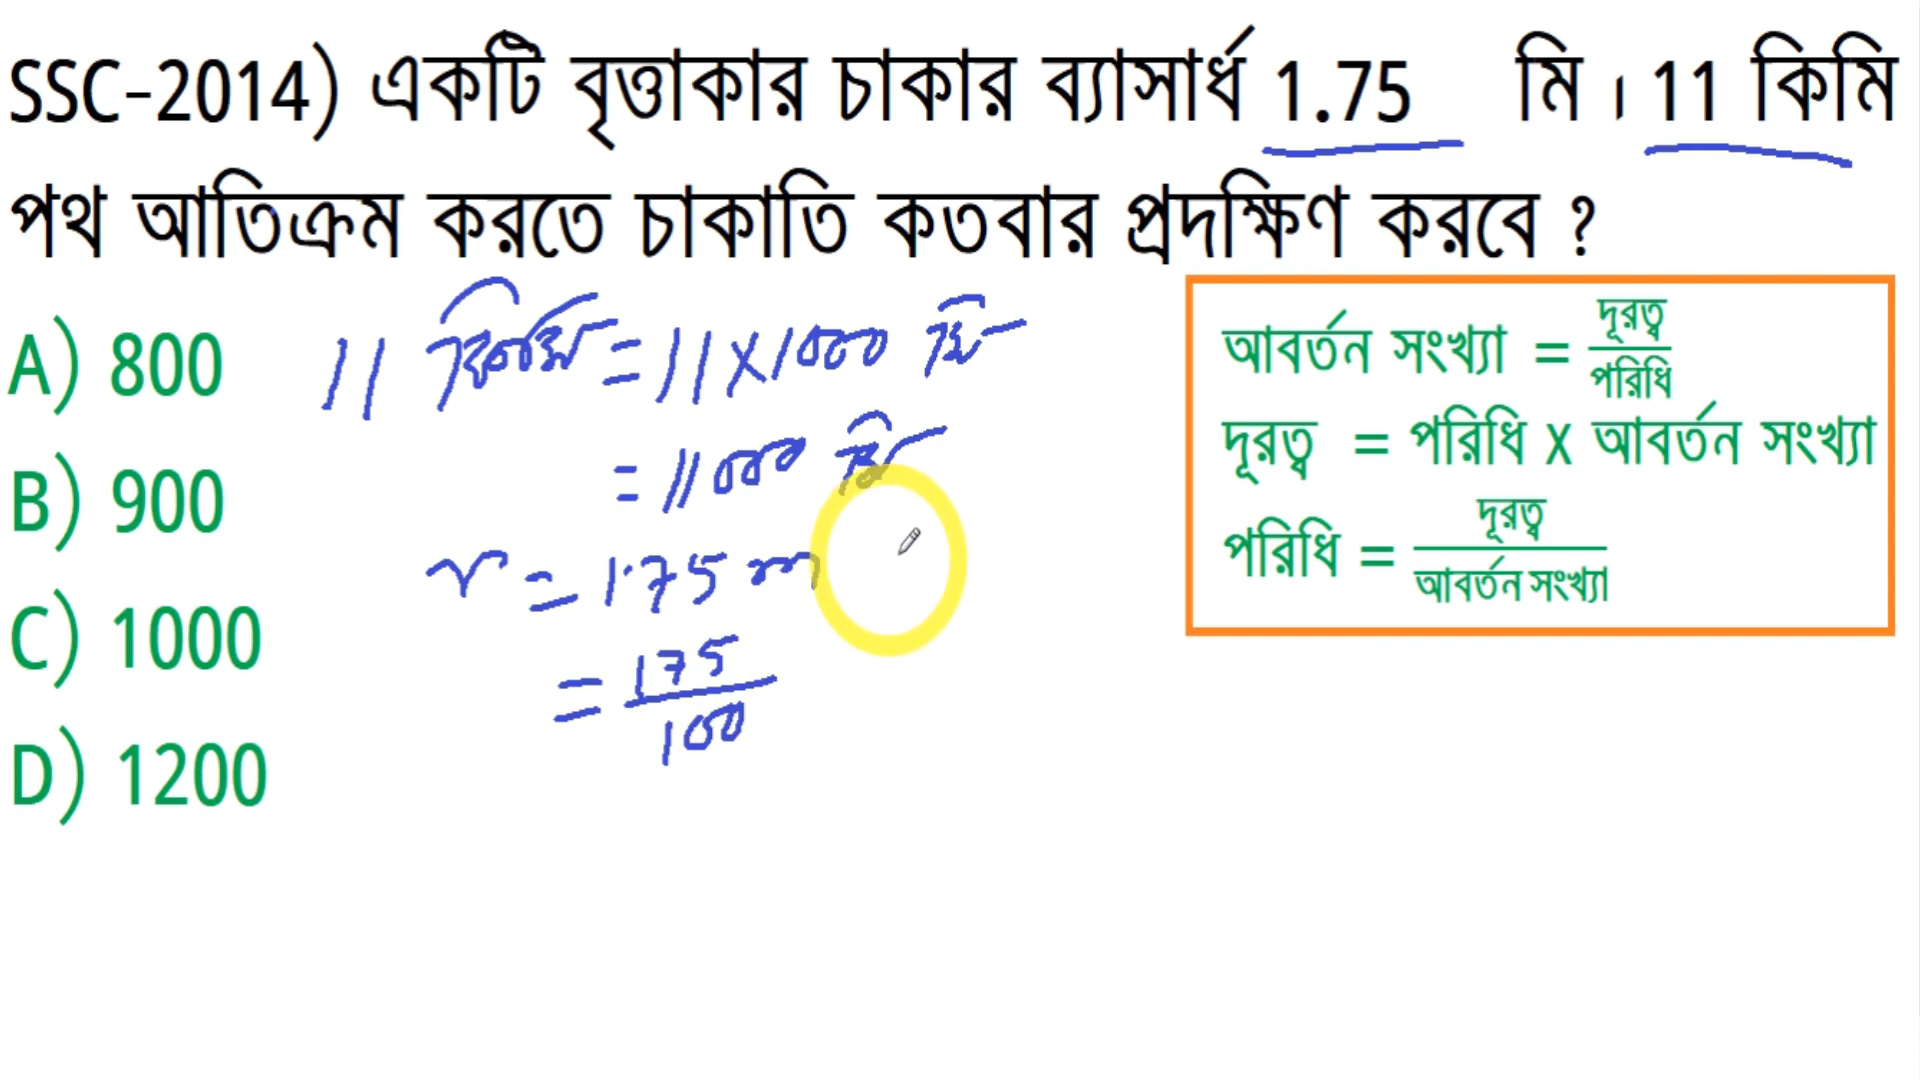 SSC-2014) একটি বৃত্তাকার চাকার ব্যাসার্ধ 1.75 মি । 11 কিমি
পথ আতিক্রম করতে চাকাতি কতবার প্রদক্ষিণ করবে ?
A) 800
B) 900
C) 1000
D) 1200
11 কিমি = 11 X 1000 মি
= 11000 মি
r = 1.75 m
= 175/100
আবর্তন সংখ্যা = দূরত্ব/পরিধি
দূরত্ব = পরিধি X আবর্তন সংখ্যা
পরিধি = দূরত্ব/আবর্তন সংখ্যা